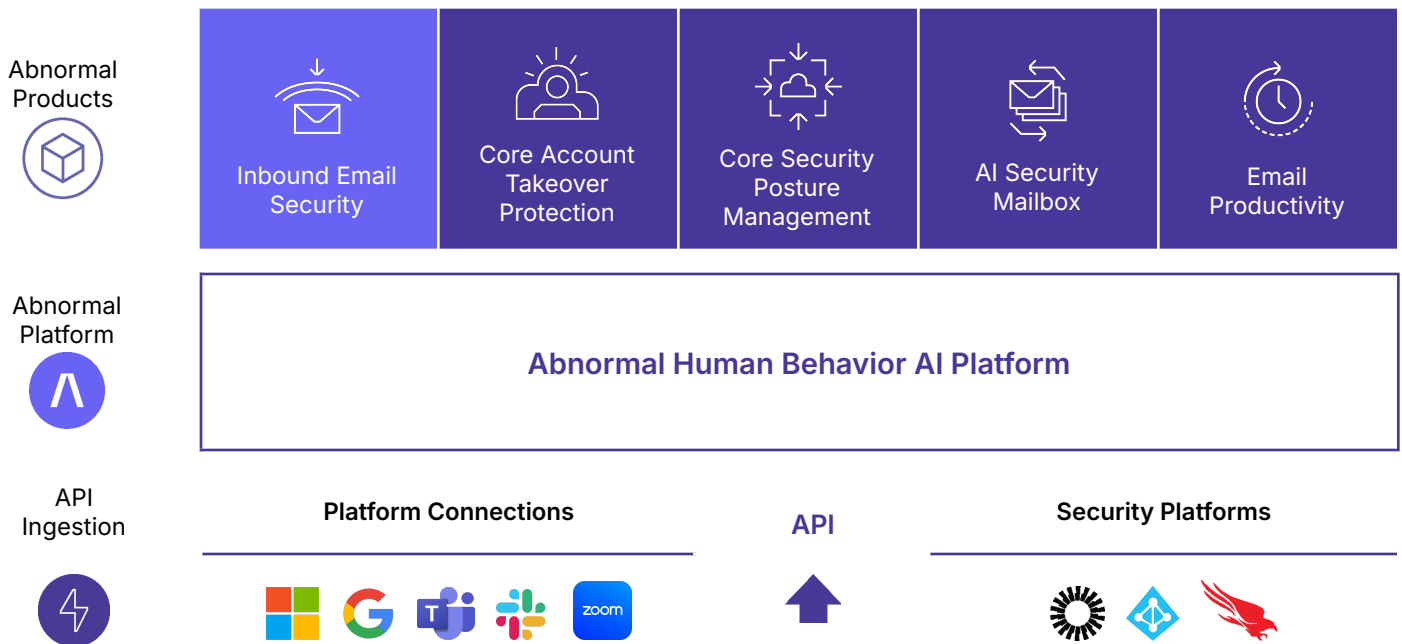 Abnormal
Products
Inbound Email
Security
Core Account
Takeover
Protection
Core Security
Posture
Management
AI Security
Mailbox
Email
Productivity
Abnormal
Platform
Abnormal Human Behavior AI Platform
API
Ingestion
Platform Connections
API
Security Platforms
T
zoom